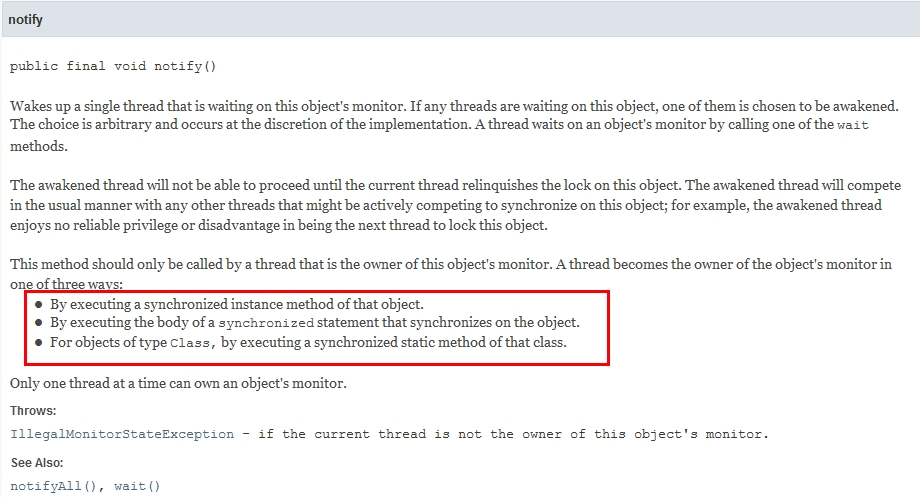 notify
public final void notify()
Wakes up a single thread that is waiting on this object's monitor. If any threads are waiting on this object, one of them is chosen to be awakened.
The choice is arbitrary and occurs at the discretion of the implementation. A thread waits on an object's monitor by calling one of the wait
methods.
The awakened thread will not be able to proceed until the current thread relinquishes the lock on this object. The awakened thread will compete
in the usual manner with any other threads that might be actively competing to synchronize on this object; for example, the awakened thread
enjoys no reliable privilege or disadvantage in being the next thread to lock this object.
This method should only be called by a thread that is the owner of this object's monitor. A thread becomes the owner of the object's monitor in
one of three ways:
● By executing a synchronized instance method of that object.
● By executing the body of a synchronized statement that synchronizes on the object.
● For objects of type Class, by executing a synchronized static method of that class.
Only one thread at a time can own an object's monitor.
Throws:
IllegalMonitorStateException - if the current thread is not the owner of this object's monitor.
See Also:
notifyAll(), wait()